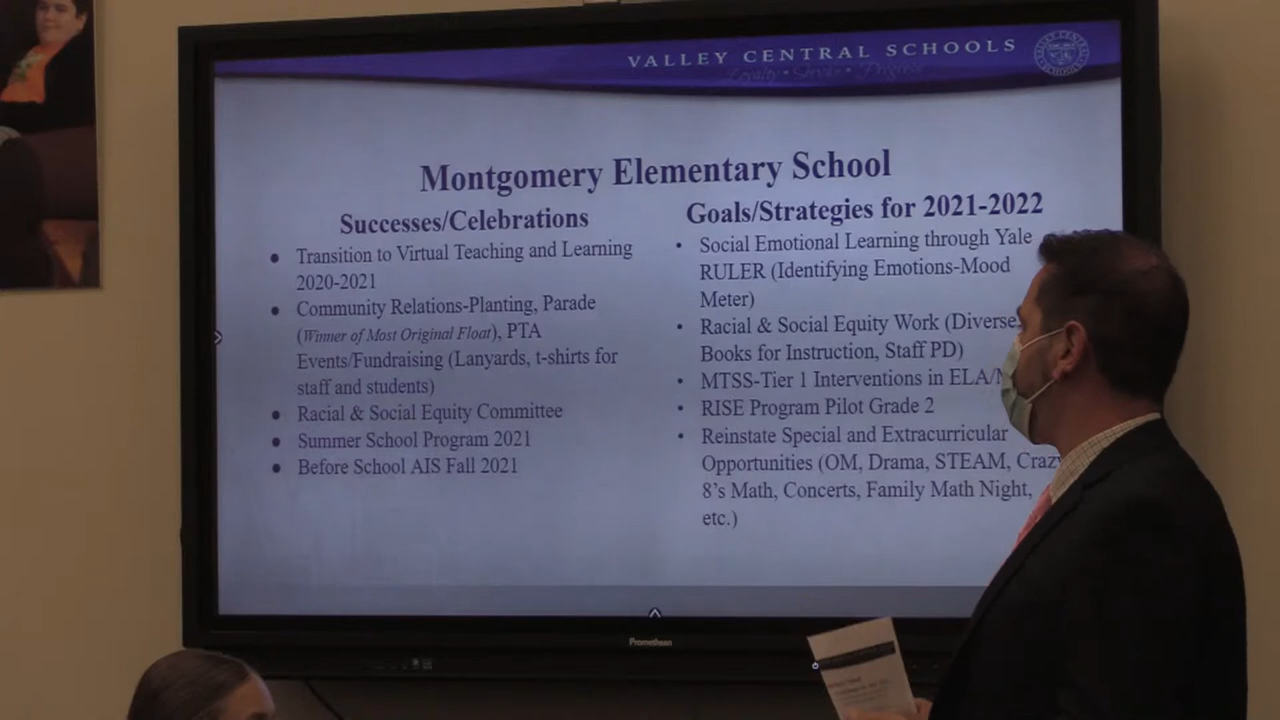 VALLEY CENTRAL SCHOOLS
Loyalty • Service • Progress
Montgomery Elementary School
Successes/Celebrations
● Transition to Virtual Teaching and Learning
2020-2021
● Community Relations-Planting, Parade
(Winner of Most Original Float), PTA
Events/Fundraising (Lanyards, t-shirts for
staff and students)
● Racial & Social Equity Committee
● Summer School Program 2021
● Before School AIS Fall 2021
Goals/Strategies for 2021-2022
• Social Emotional Learning through Yale
RULER (Identifying Emotions-Mood
Meter)
• Racial & Social Equity Work (Diverse
Books for Instruction, Staff PD)
• MTSS-Tier 1 Interventions in ELA/
• RISE Program Pilot Grade 2
• Reinstate Special and Extracurricular
Opportunities (OM, Drama, STEAM, Crazy
8's Math, Concerts, Family Math Night,
etc.)
Promethean